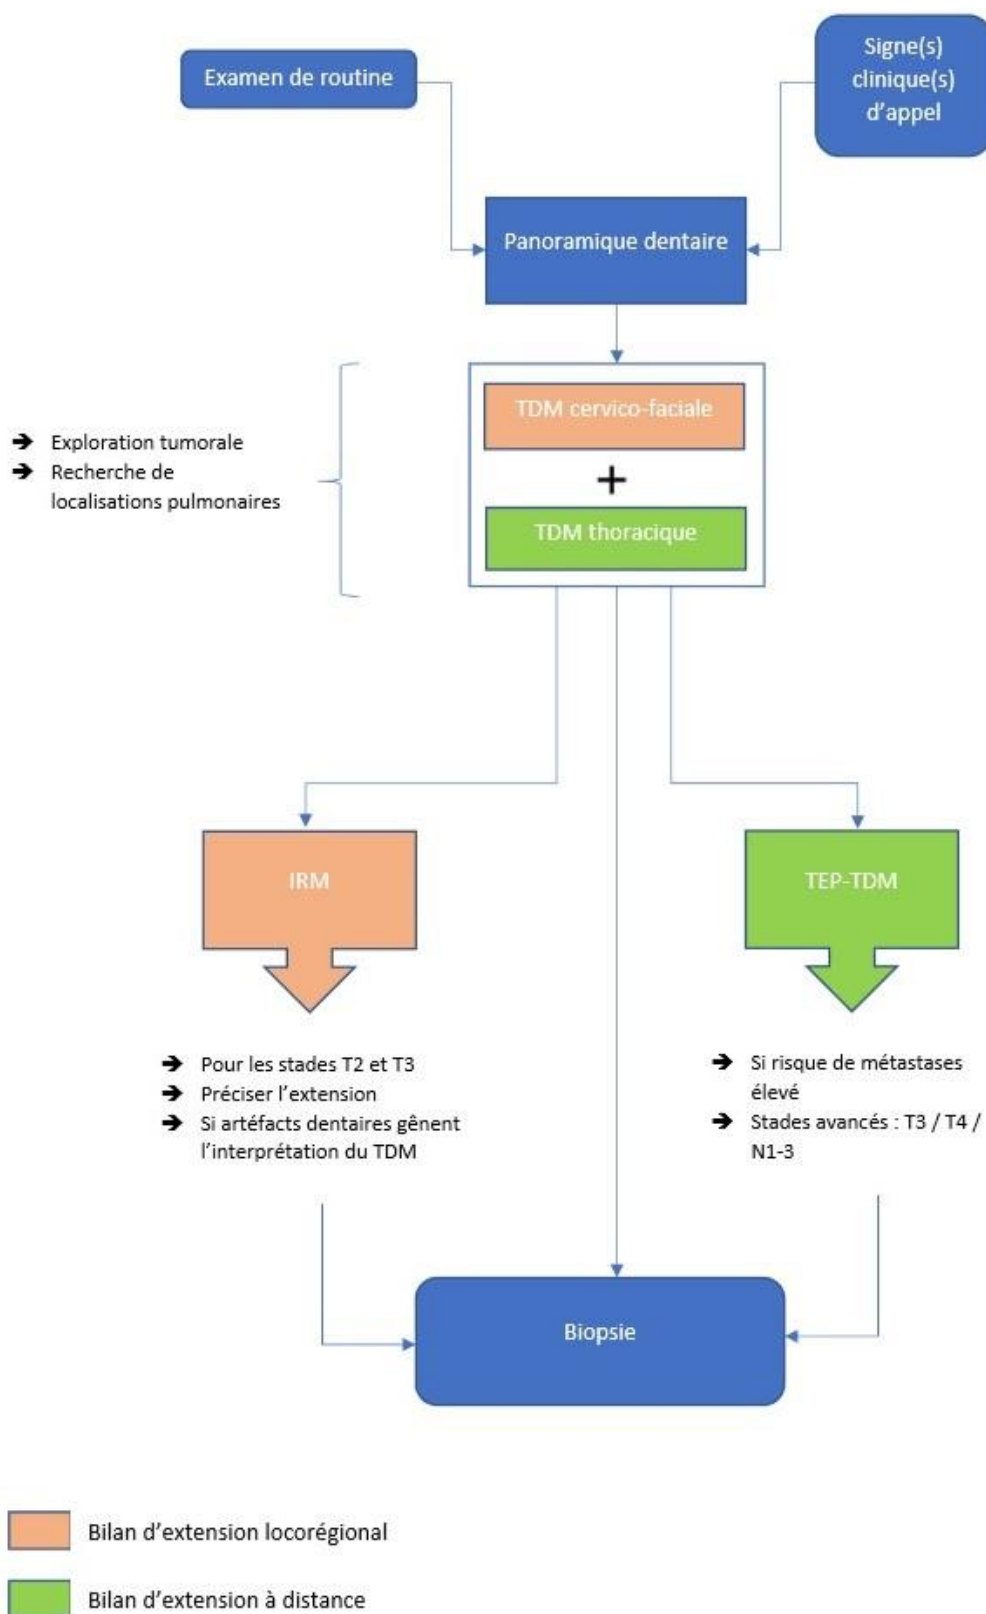 Examen de routine
Signe(s)
clinique(s)
d'appel
Panoramique dentaire
TDM cervico-faciale
+
TDM thoracique
➔ Exploration tumorale
➔ Recherche de
localisations pulmonaires
IRM
TEP-TDM
➔ Pour les stades T2 et T3
➔ Préciser l'extension
➔ Si artéfacts dentaires gênent
l'interprétation du TDM
➔ Si risque de métastases
élevé
➔ Stades avancés : T3 / T4 /
N1-3
Biopsie
Bilan d'extension locorégional
Bilan d'extension à distance